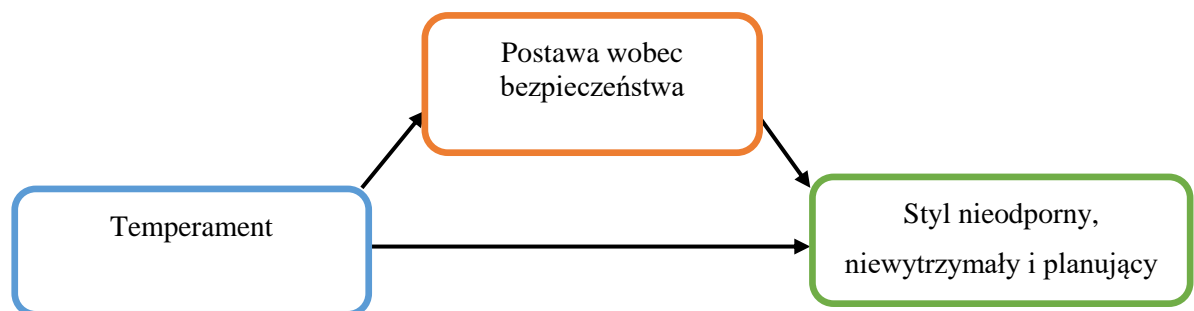 Postawa wobec
bezpieczeństwa
Temperament
Styl nieodporny,
niewytrzymały i planujący